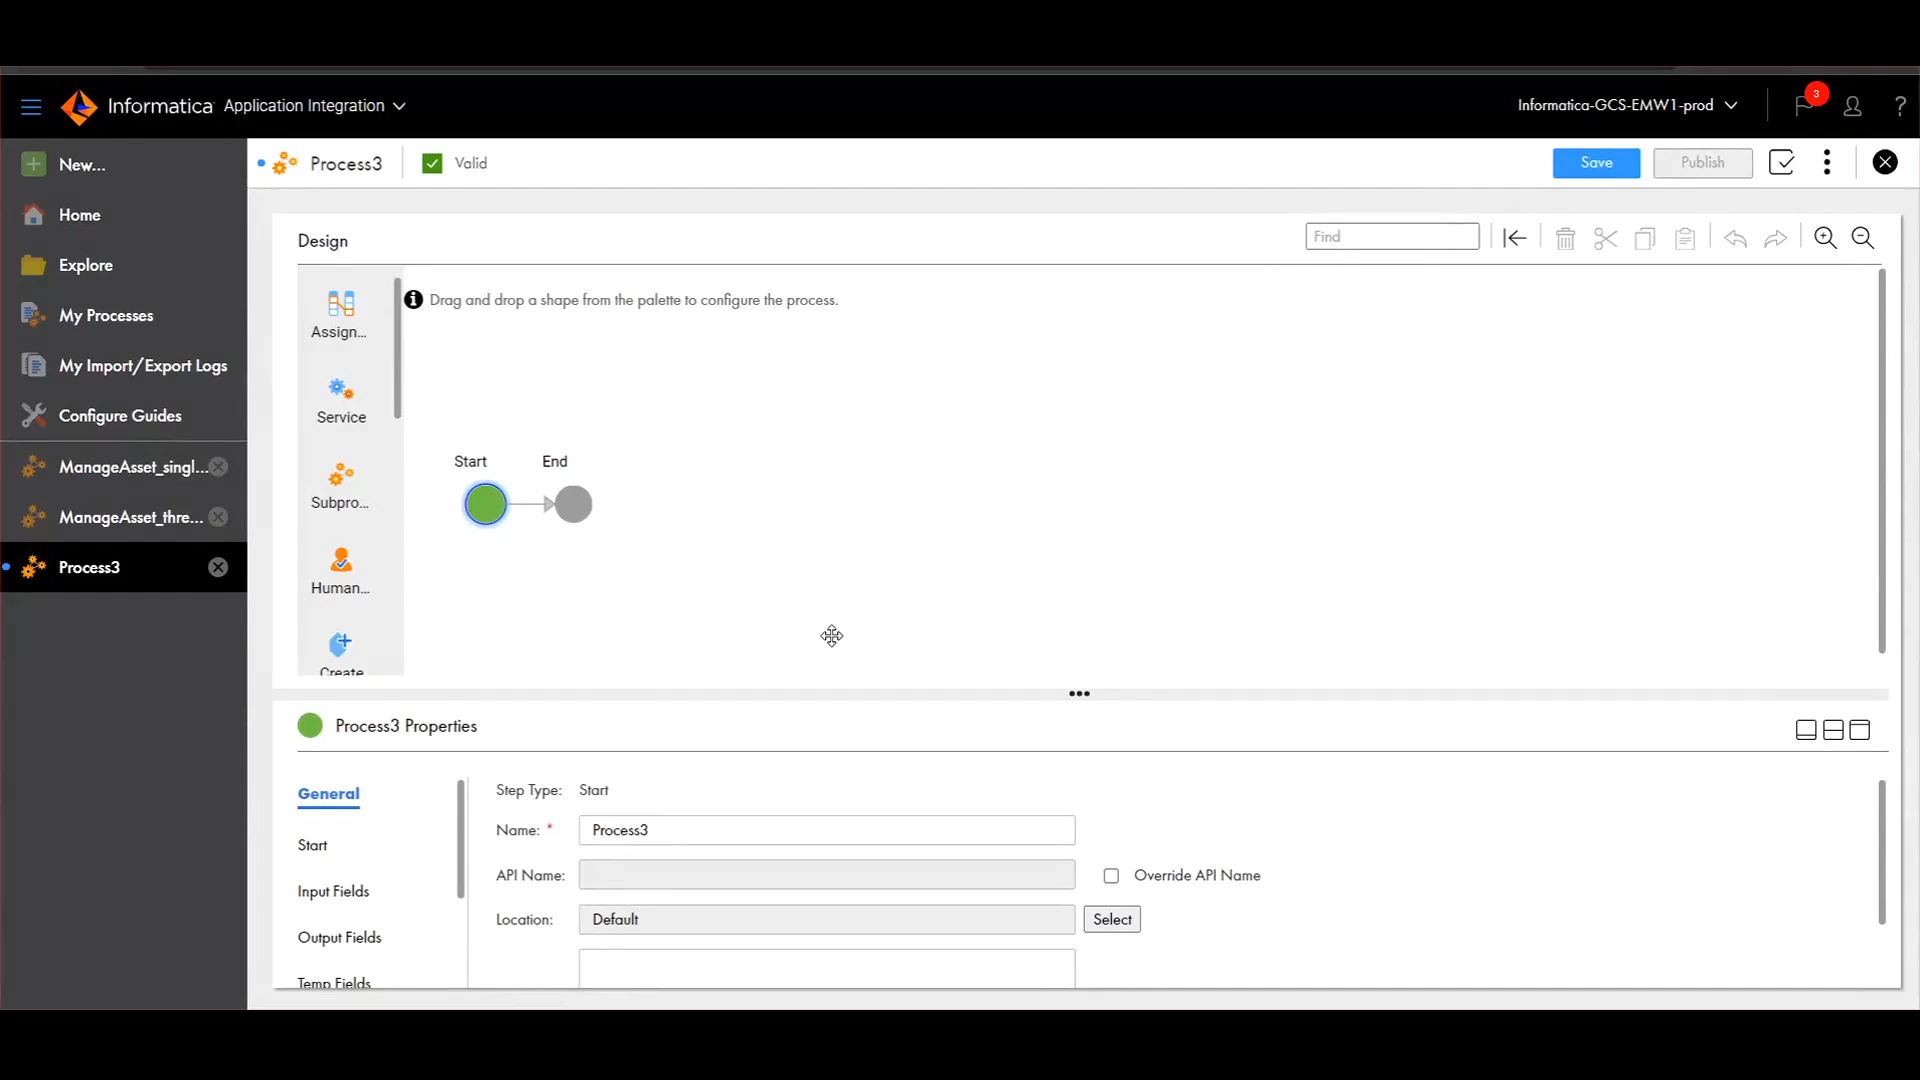 Informatica Application Integration
Informatica-GCS-EMW1-prod
3
?
New...
Home
Explore
My Processes
My Import/Export Logs
Configure Guides
ManageAsset_singl...
ManageAsset_thre...
Process3
Process3
Valid
Save
Publish
Design
Find
Assign...
Service
Subpro...
Human...
Create
Drag and drop a shape from the palette to configure the process.
Start
End
Process3 Properties
General
Start
Input Fields
Output Fields
Temp Fields
Step Type: Start
Name: * Process3
API Name:
Override API Name
Location: Default
Select